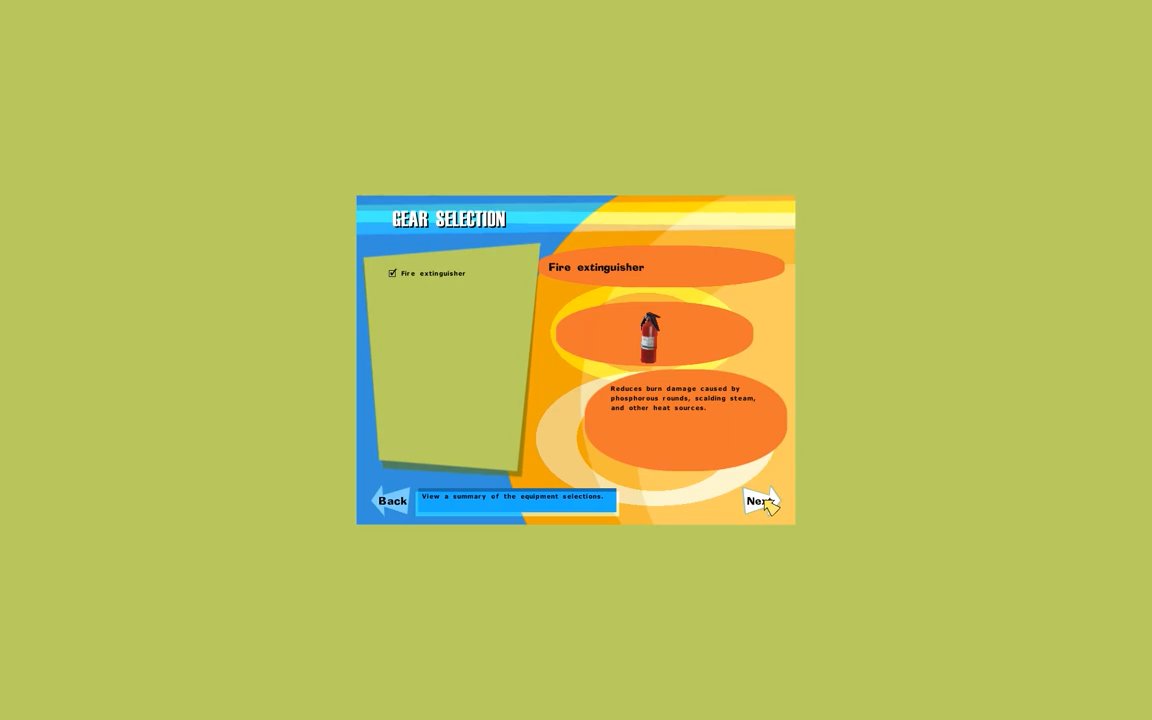 GEAR SELECTION
Fire extinguisher
Fire extinguisher
Reduces burn damage caused by
phosphorous rounds, scalding steam,
and other heat sources.
Back
View a summary of the equipment selections.